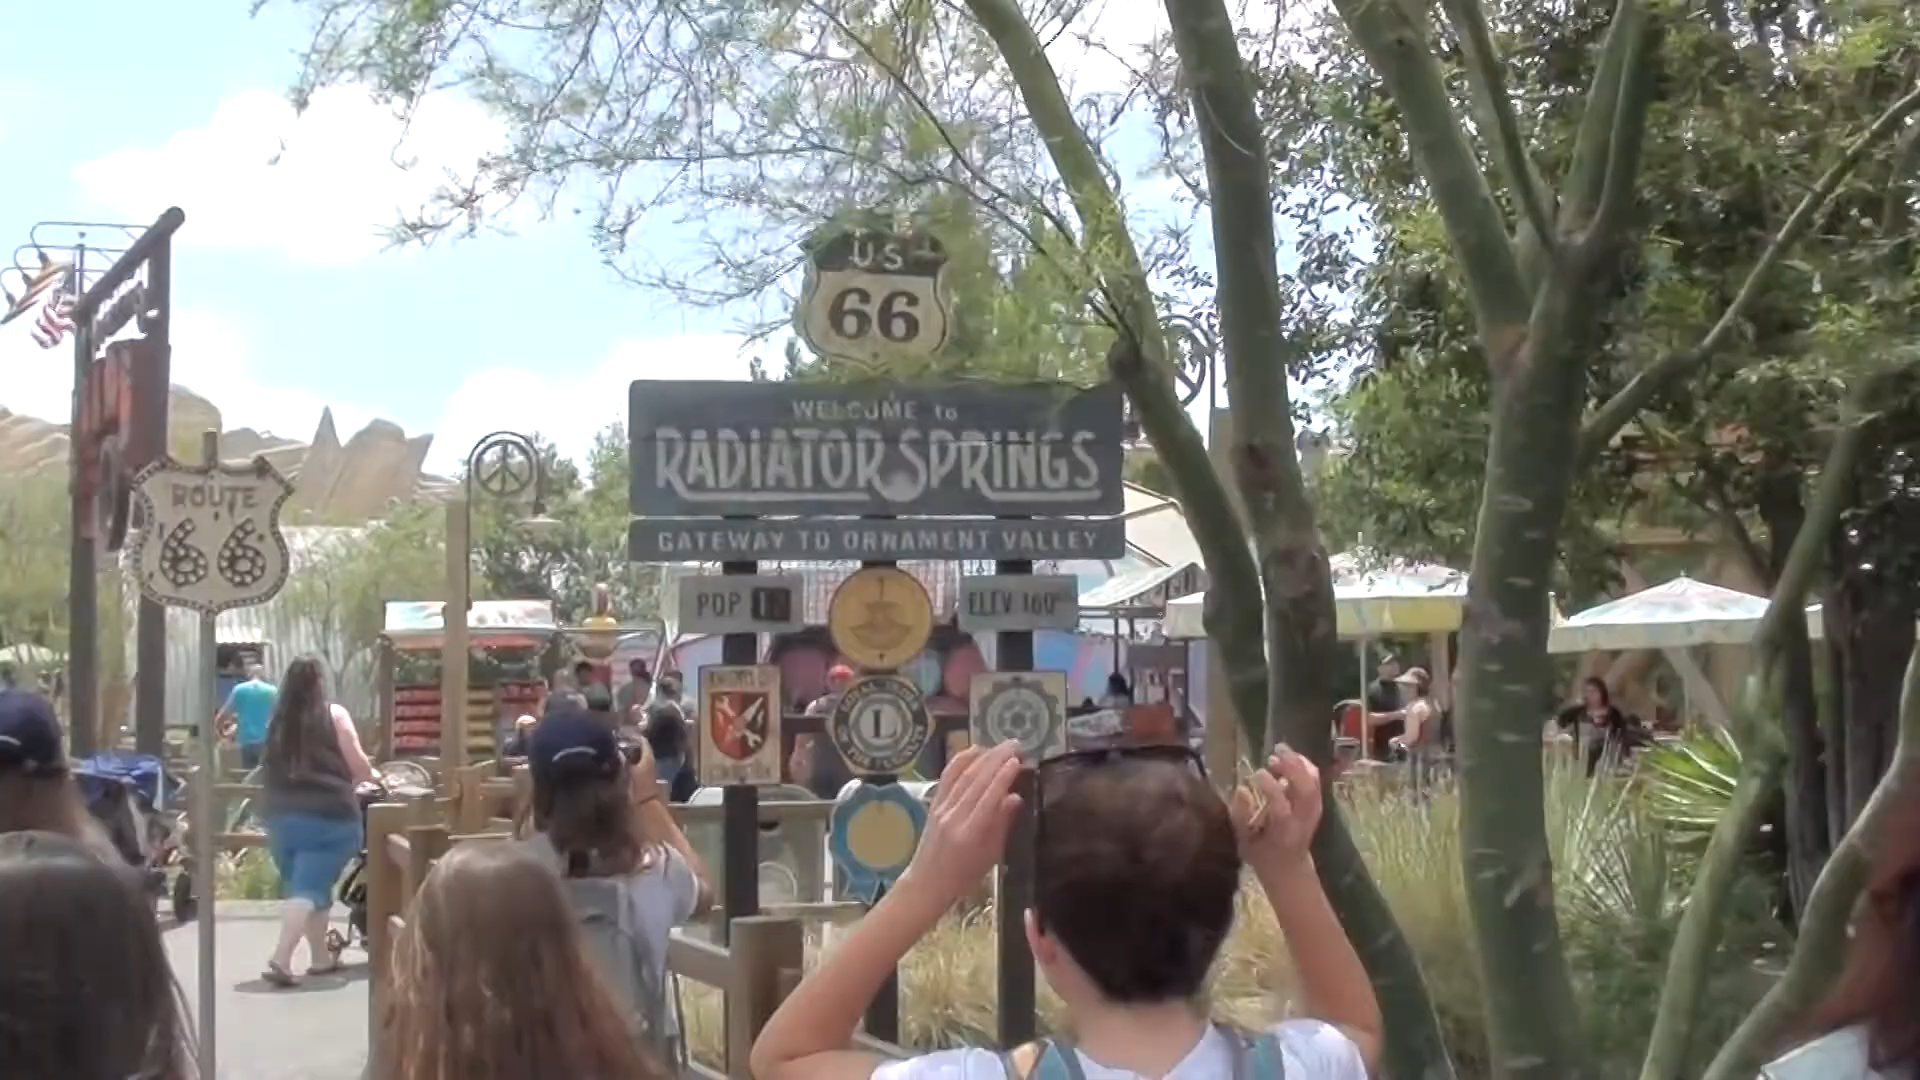 US
66
WELCOME to
RADIATOR SPRINGS
GATEWAY TO ORNAMENT VALLEY
ROUTE
66
POP
ELEV 160°
L